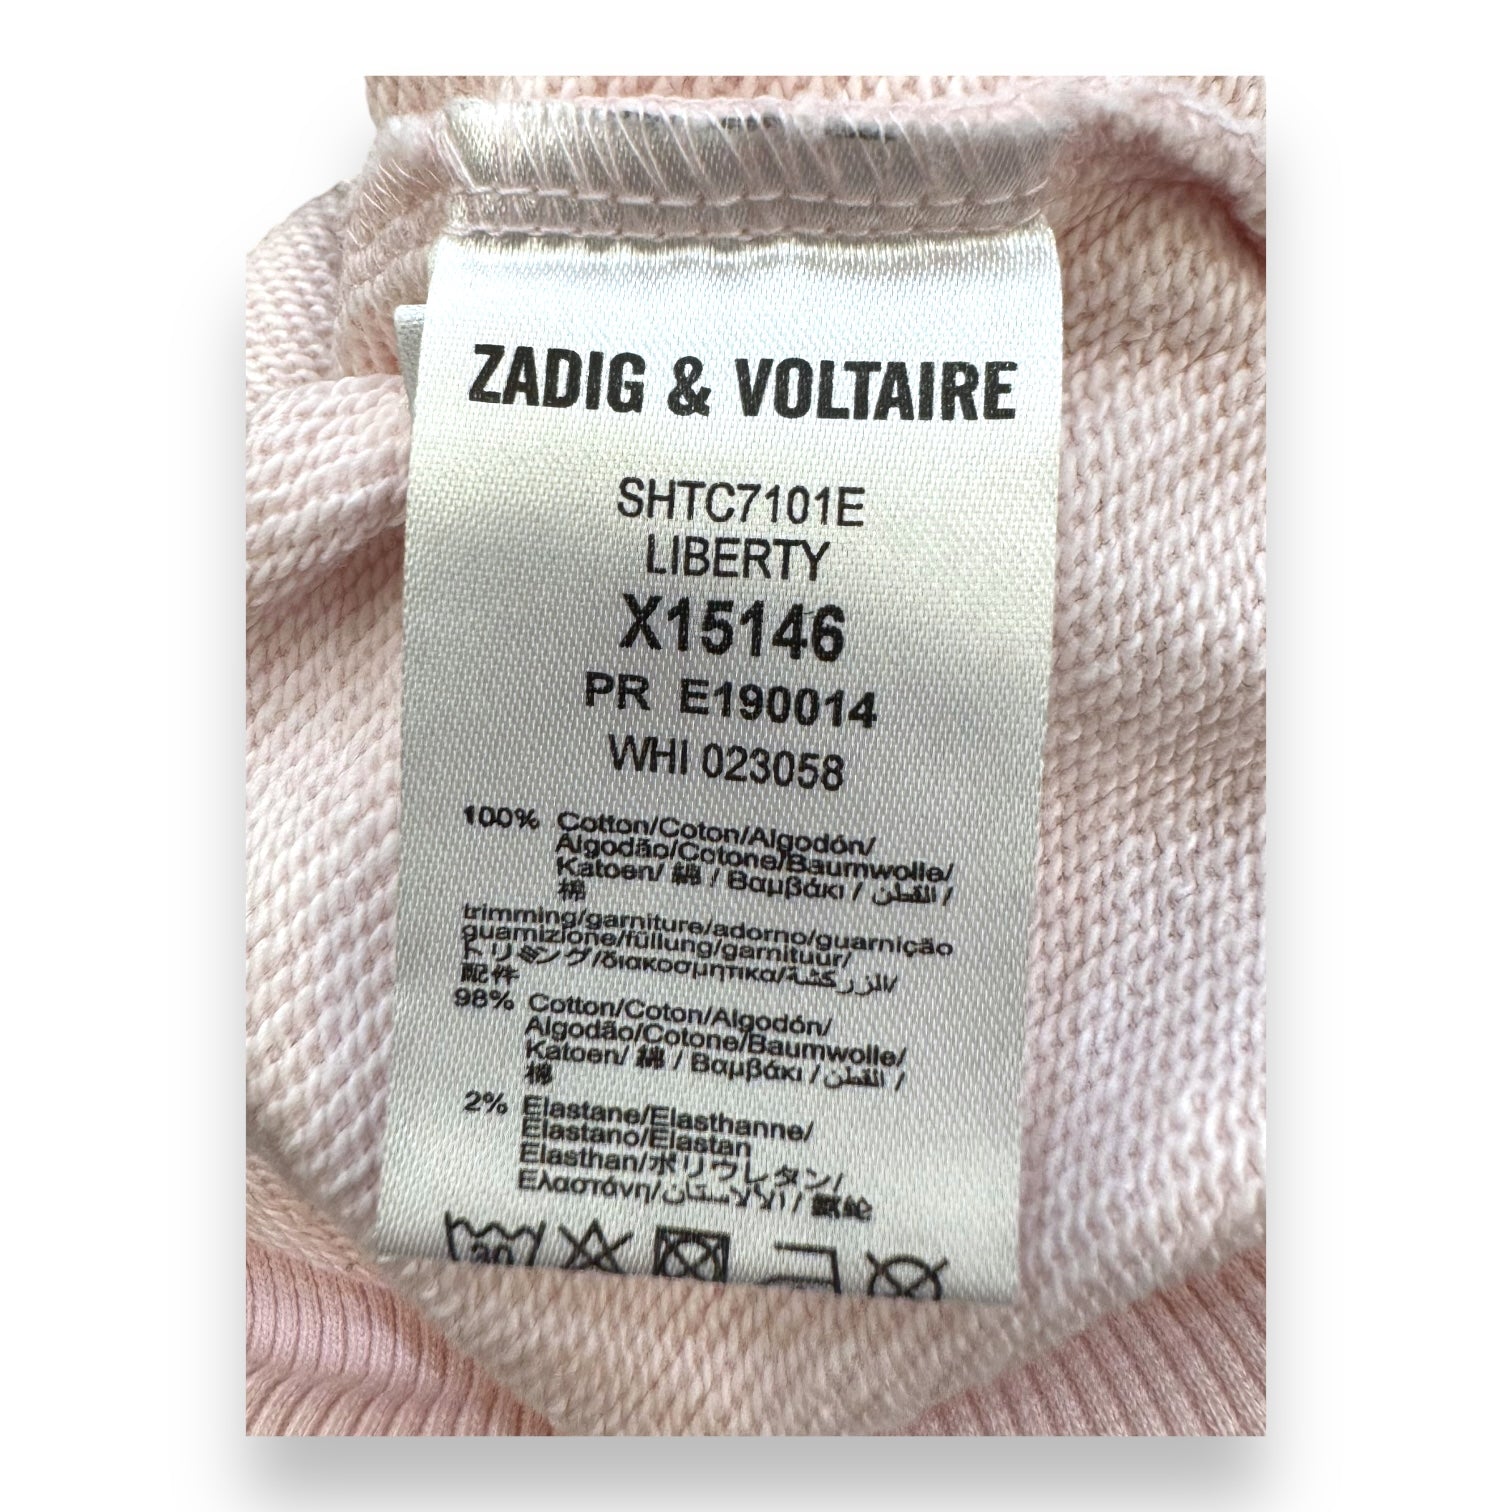 ZADIG & VOLTAIRE
SHTC7101E
LIBERTY
X15146
PR E190014
WHI 023058
100% Cotton/Coton/Algodón/
Algodão/Cotone/Baumwolle/
Katoen/ 綿 / Βαμβάκι / القطن /
棉
trimming/garniture/adorno/guarnição
guarnizione/füllung/garnituur/
トリミング/διακοσμητικα/الزركشة/
配件
98% Cotton/Coton/Algodón/
Algodão/Cotone/Baumwolle/
Katoen/ 綿 / Βαμβάκι / القطن /
棉
2% Elastane/Elasthanne/
Elastano/Elastan
Elasthan/ポリウレタン/
Ελαστάνη/الالاستان /
30